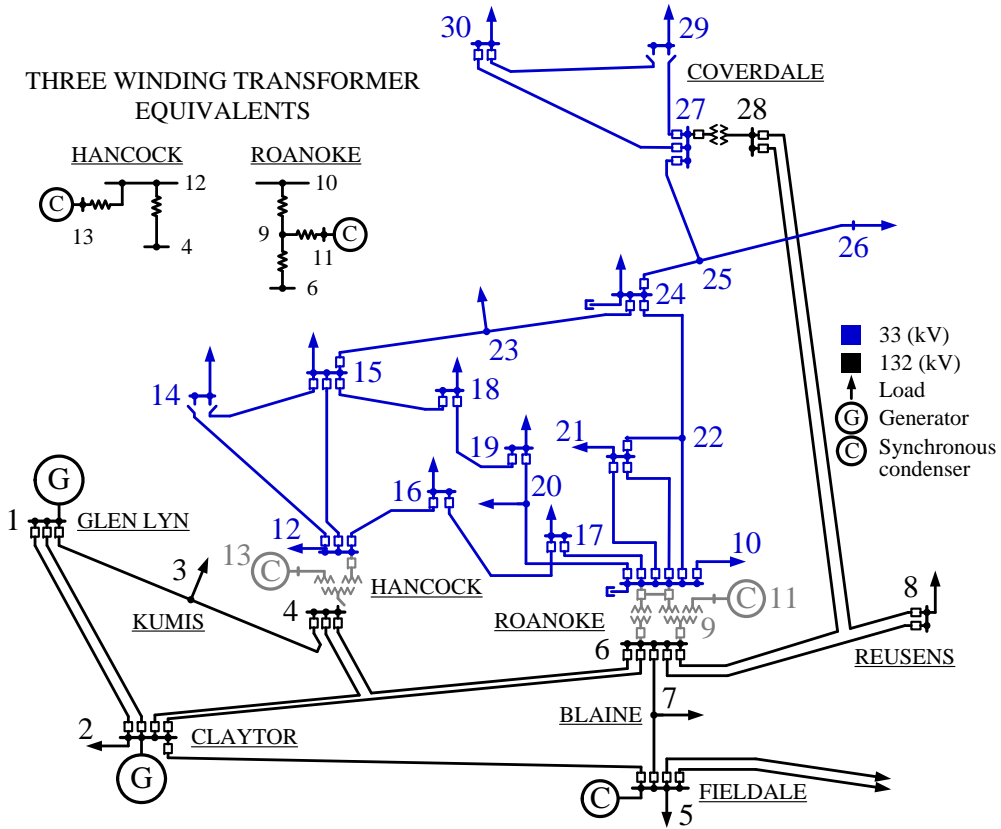 30
29
COVERDALE
THREE WINDING TRANSFORMER
EQUIVALENTS
27
28
HANCOCK
ROANOKE
12
10
C
13
4
9
C
11
6
26
25
24
23
33 (kV)
132 (kV)
Load
G Generator
C Synchronous
condenser
15
14
18
22
21
19
20
16
G
1
GLEN LYN
17
12
13
C
HANCOCK
10
3
KUMIS
4
ROANOKE
C
11
9
8
6
REUSENS
7
BLAINE
2
CLAYTOR
G
C
FIELDALE
5